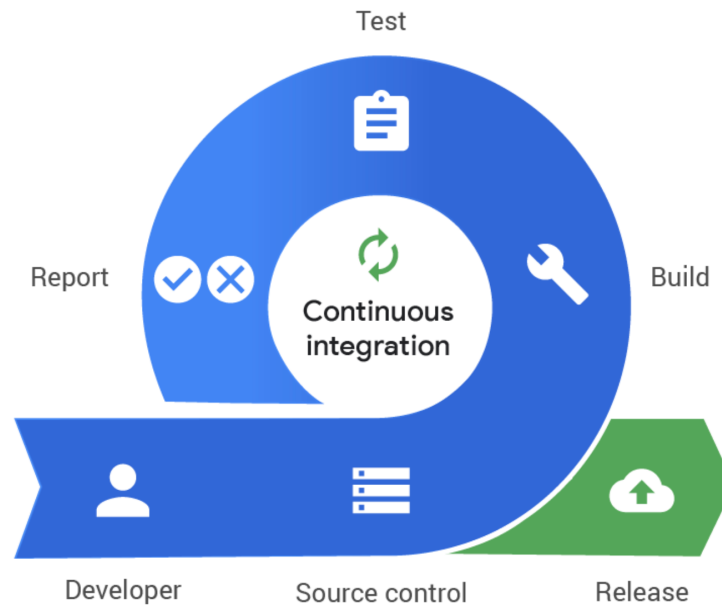 Test
Report
Continuous
integration
Build
Developer
Source control
Release